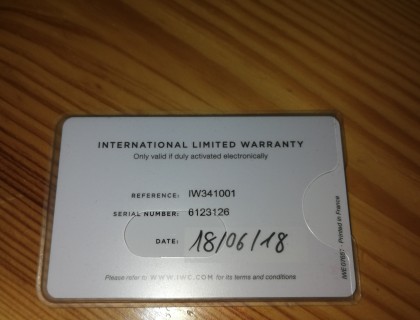 INTERNATIONAL LIMITED WARRANTY
Only valid if duly activated electronically
REFERENCE: IW341001
SERIAL NUMBER: 6123126
DATE: 18/06/18
Please refer to WWW.IWC.COM for its terms and conditions
Printed in France